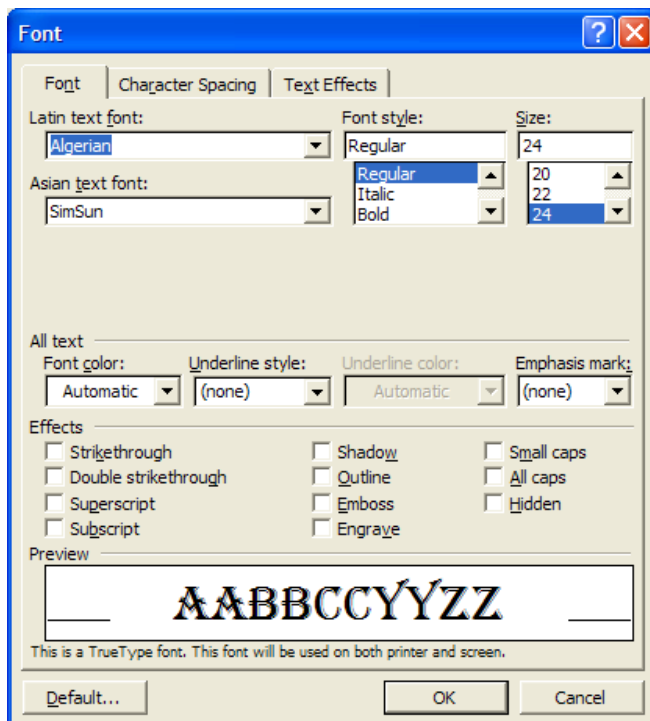 Font
Font Character Spacing Text Effects
Latin text font: Font style: Size:
Algerian Regular 24
Regular 20
Asian text font: Italic 22
SimSun Bold 24
All text
Font color: Underline style: Underline color: Emphasis mark:
Automatic (none) Automatic (none)
Effects
Strikethrough Shadow Small caps
Double strikethrough Outline All caps
Superscript Emboss Hidden
Subscript Engrave
Preview
AABBCCYYZZ
This is a TrueType font. This font will be used on both printer and screen.
Default... OK Cancel